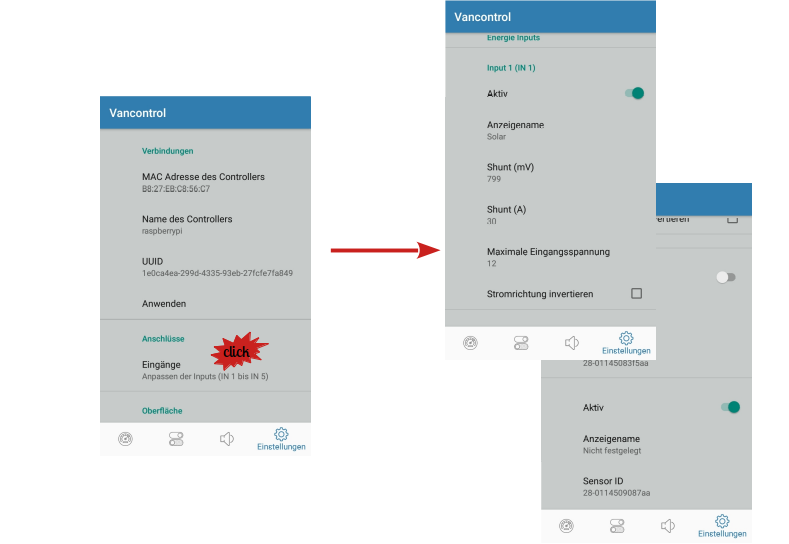 Vancontrol
Verbindungen
MAC Adresse des Controllers
B8:27:EB:C8:56:C7
Name des Controllers
raspberrypi
UUID
1e0ca4ea-299d-4335-93eb-27fcfe7fa849
Anwenden
Anschlüsse
click
Eingänge
Anpassen der Inputs (IN 1 bis IN 5)
Oberfläche
Einstellungen
Vancontrol
Energie Inputs
Input 1 (IN 1)
Aktiv
Anzeigename
Solar
Shunt (mV)
799
Shunt (A)
30
Maximale Eingangsspannung
12
Stromrichtung invertieren
Einstellungen
ertieren
28-01145083f5aa
Aktiv
Anzeigename
Nicht festgelegt
Sensor ID
28-0114509087aa
Einstellungen